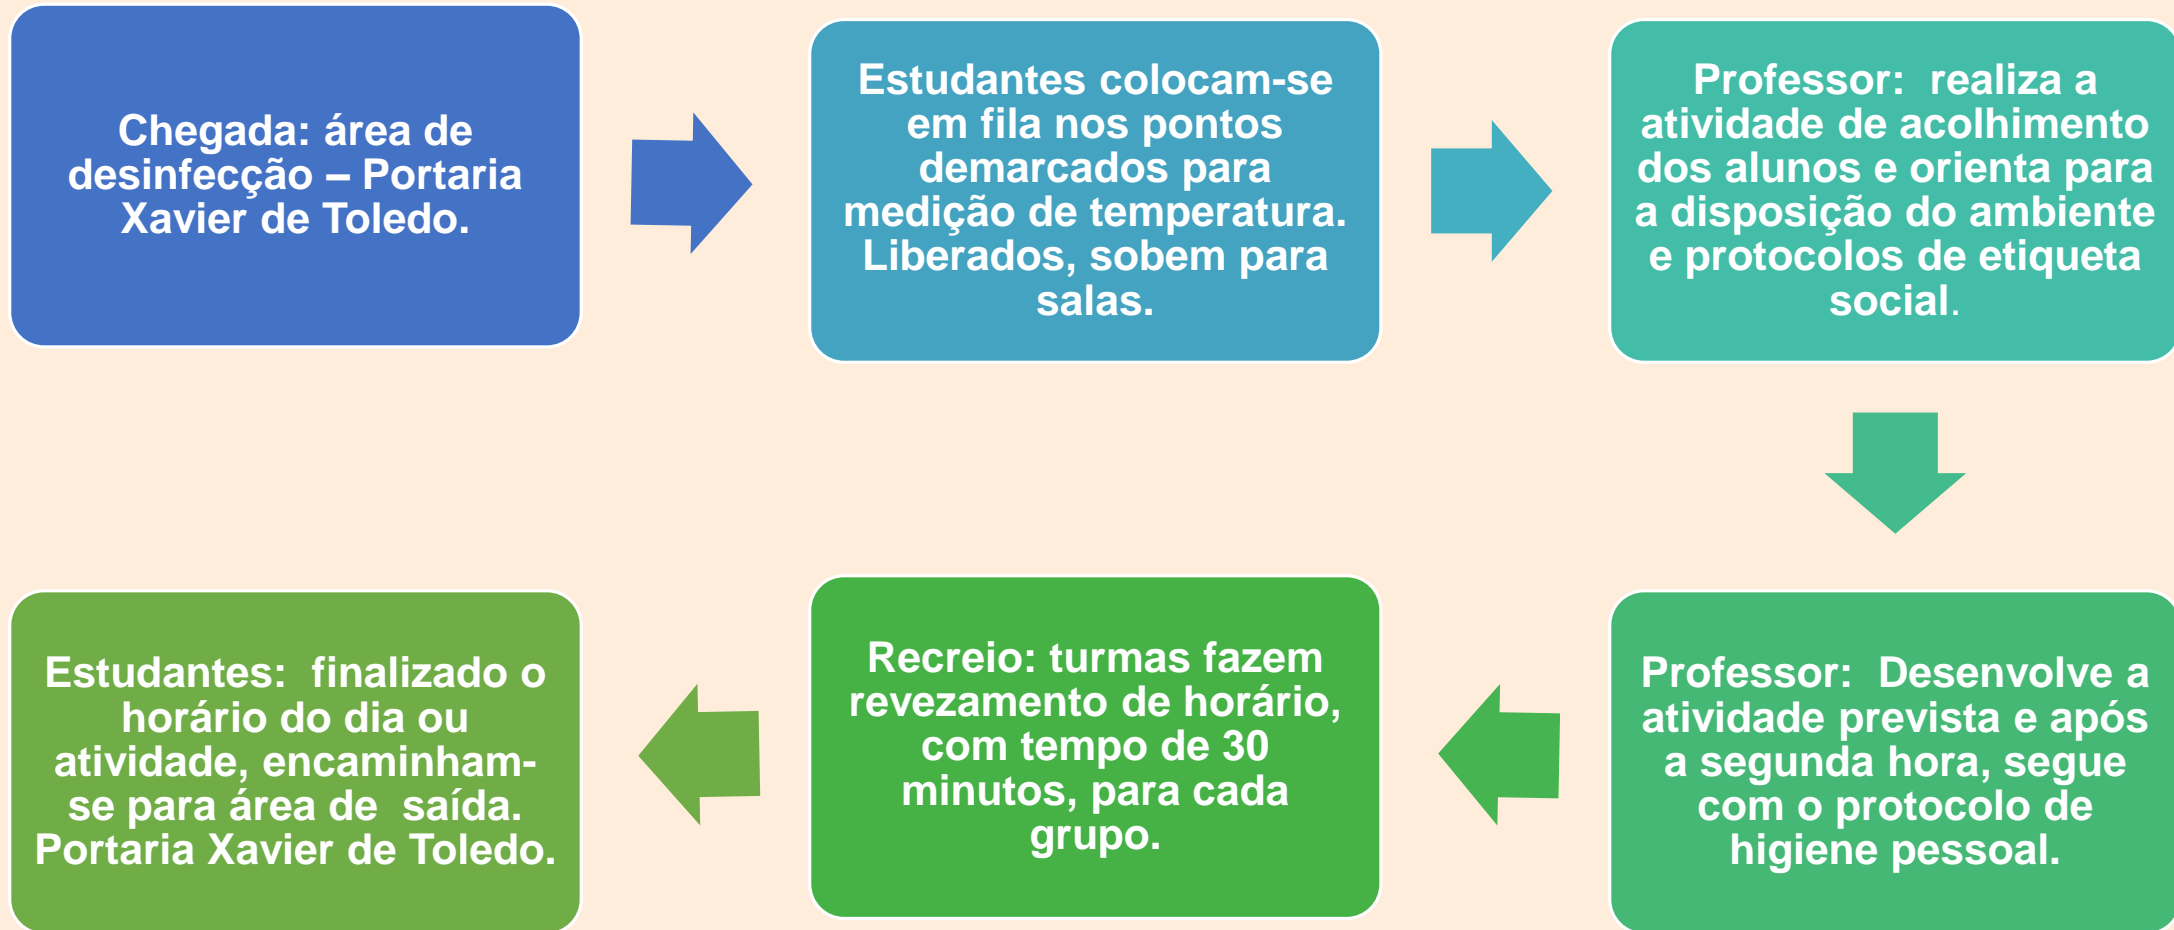 Chegada: área de
desinfecção – Portaria
Xavier de Toledo.
Estudantes colocam-se
em fila nos pontos
demarcados para
medição de temperatura.
Liberados, sobem para
salas.
Professor:  realiza a
atividade de acolhimento
dos alunos e orienta para
a disposição do ambiente
e protocolos de etiqueta
social.
Professor:  Desenvolve a
atividade prevista e após
a segunda hora, segue
com o protocolo de
higiene pessoal.
Recreio: turmas fazem
revezamento de horário,
com tempo de 30
minutos, para cada
grupo.
Estudantes:  finalizado o
horário do dia ou
atividade, encaminham-
se para área de  saída.
Portaria Xavier de Toledo.